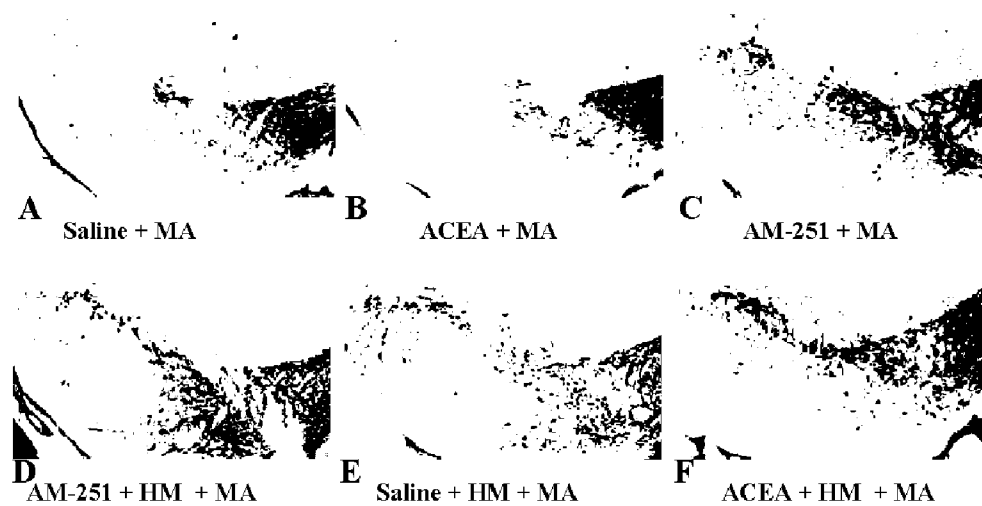 A B C
Saline + MA ACEA + MA AM-251 + MA
D E F
AM-251 + HM + MA Saline + HM + MA ACEA + HM + MA